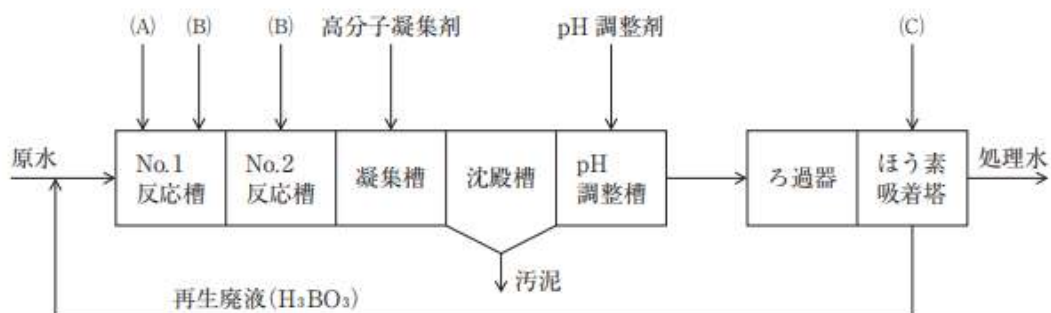 (A) (B) (B) 高分子凝集剤 pH 調整剤 (C)
原水
No.1
反応槽
No.2
反応槽
凝集槽
沈殿槽
pH
調整槽
ろ過器
ほう素
吸着塔
処理水
汚泥
再生廃液(H₃BO₃)